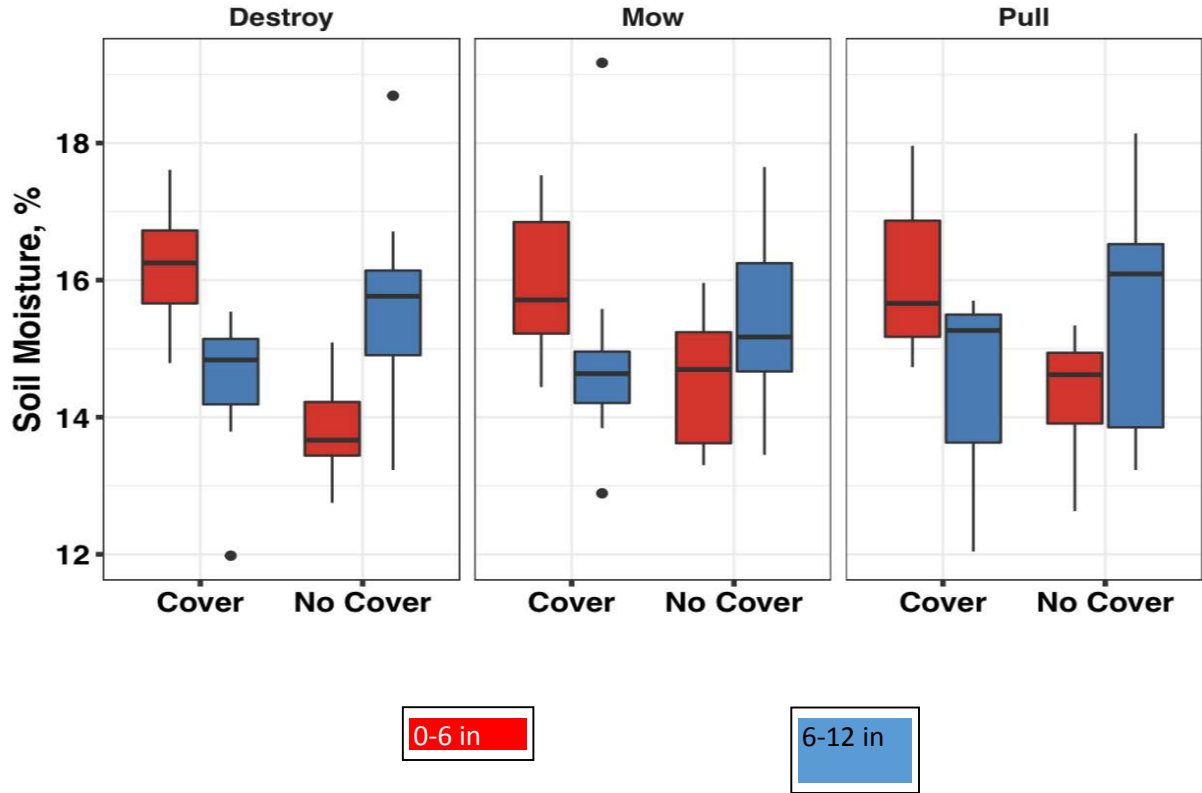 Destroy Mow Pull
Soil Moisture, %
18
16
14
12
Cover No Cover Cover No Cover Cover No Cover
0-6 in
6-12 in